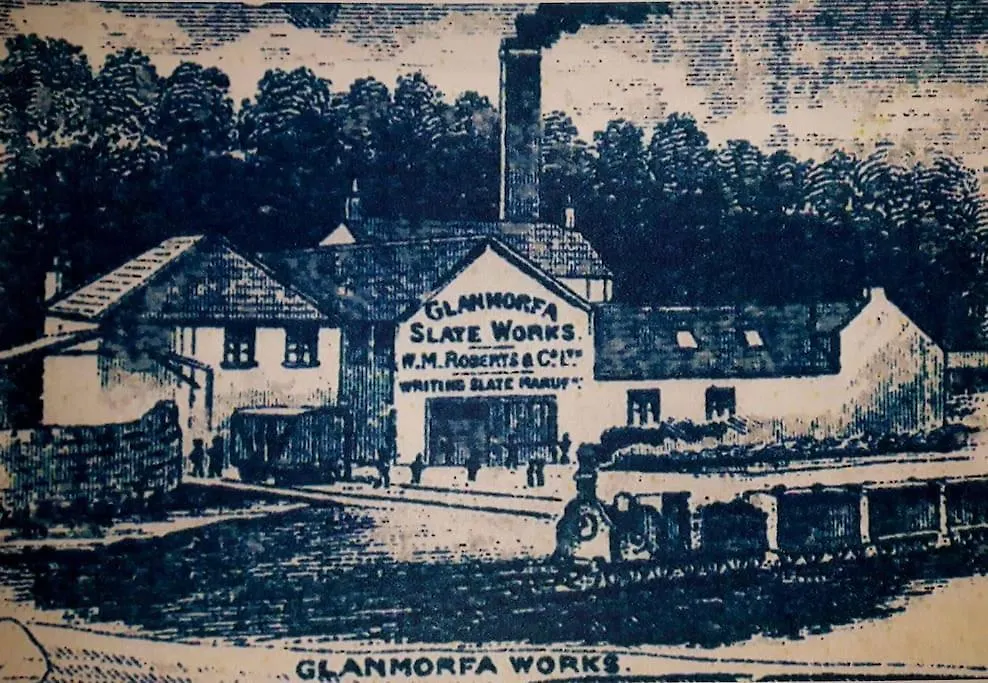 GLANMORFA
SLATE WORKS.
W.M. ROBERTS & Co. LTD
WRITING SLATE MANUFRS
GLANMORFA WORKS.